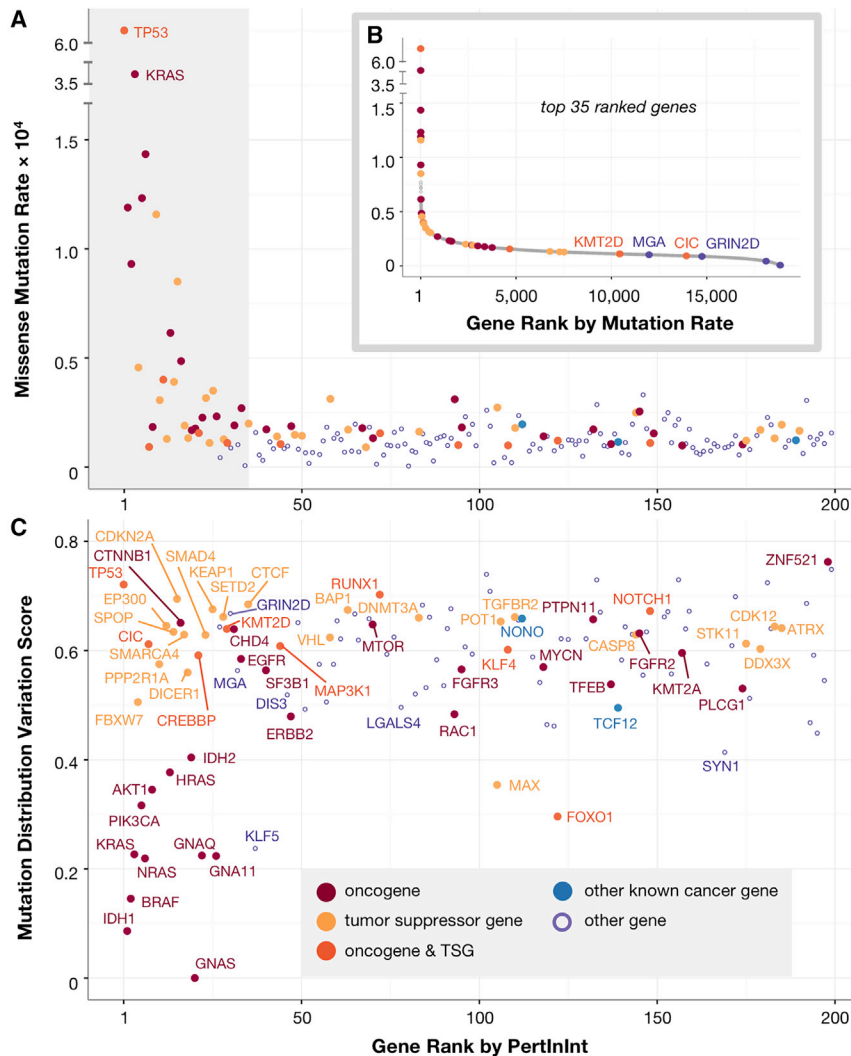 A
B
TP53
KRAS
6.0
3.5
1.5
1.0
0.5
0
Missense Mutation Rate × 10⁴
1
50
100
150
200
top 35 ranked genes
6.0
3.5
1.5
1.0
0.5
0
KMT2D
MGA
CIC
GRIN2D
1
5,000
10,000
15,000
Gene Rank by Mutation Rate
C
Mutation Distribution Variation Score
0.8
0.6
0.4
0.2
0
CDKN2A
CTNNB1
SMAD4
KEAP1
CTCF
SETD2
TP53
EP300
SPOP
CIC
SMARCA4
PPP2R1A
DICER1
FBXW7
CREBBP
GRIN2D
KMT2D
CHD4
EGFR
MGA
SF3B1
DIS3
ERBB2
MAP3K1
VHL
BAP1
RUNX1
DNMT3A
MTOR
LGALS4
POT1
TGFBR2
NONO
KLF4
FGFR3
RAC1
PTPN11
MYCN
TFEB
TCF12
CASP8
NOTCH1
FGFR2
KMT2A
PLCG1
SYN1
STK11
CDK12
ATRX
DDX3X
ZNF521
IDH2
HRAS
AKT1
PIK3CA
KRAS
NRAS
GNAQ
GNA11
KLF5
BRAF
IDH1
GNAS
MAX
FOXO1
oncogene
tumor suppressor gene
oncogene & TSG
other known cancer gene
other gene
1
50
100
150
200
Gene Rank by PertInInt